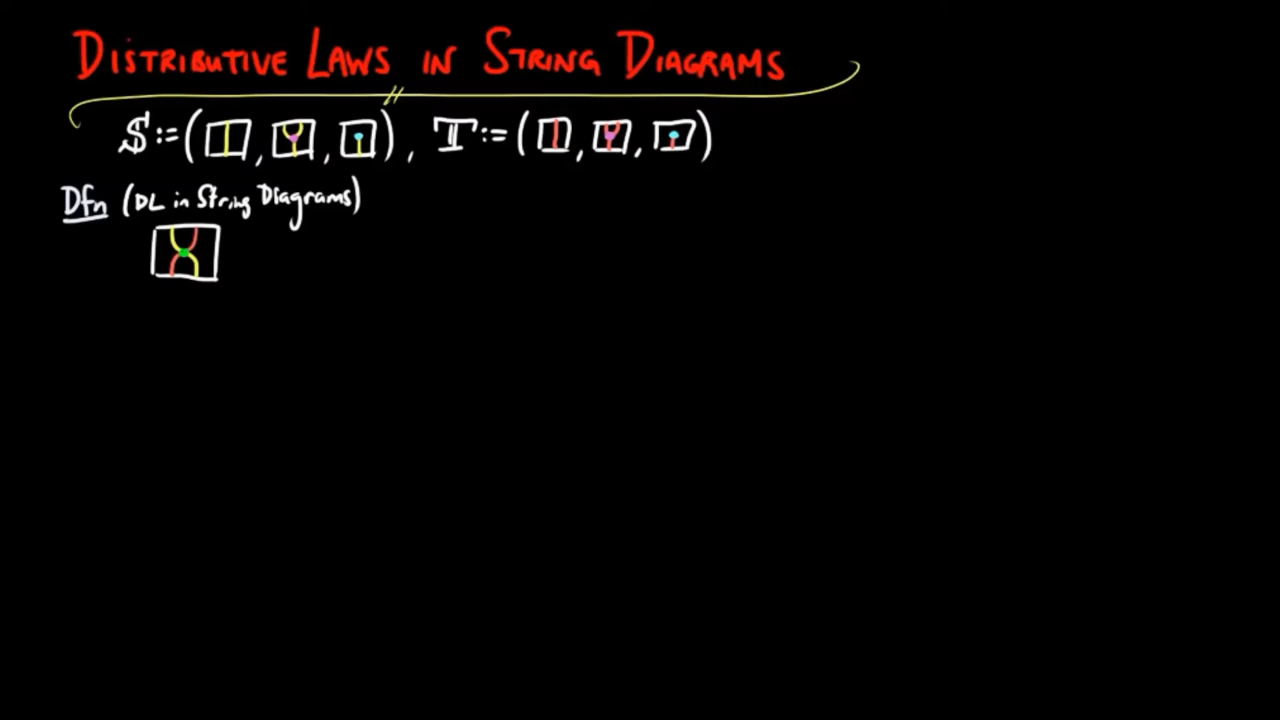 DISTRIBUTIVE LAWS IN STRING DIAGRAMS
𝕊 := ( , , ) , 𝕋 := ( , , )
Dfn (DL in String Diagrams)